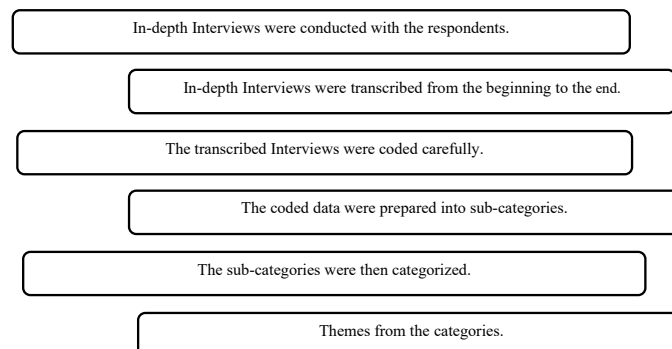 In-depth Interviews were conducted with the respondents.
In-depth Interviews were transcribed from the beginning to the end.
The transcribed Interviews were coded carefully.
The coded data were prepared into sub-categories.
The sub-categories were then categorized.
Themes from the categories.